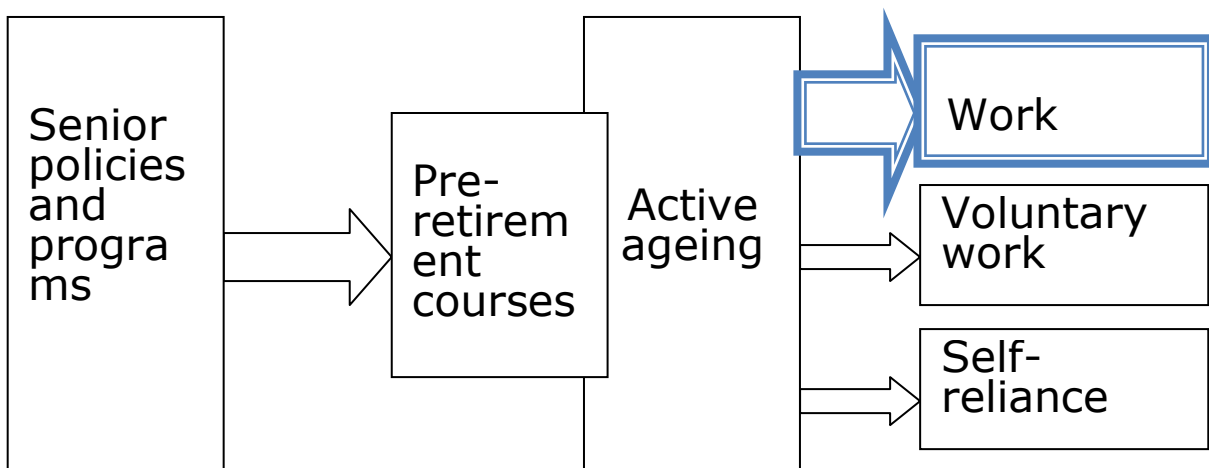 Senior
policies
and
progra
ms
Pre-
retirem
ent
courses
Active
ageing
Work
Voluntary
work
Self-
reliance